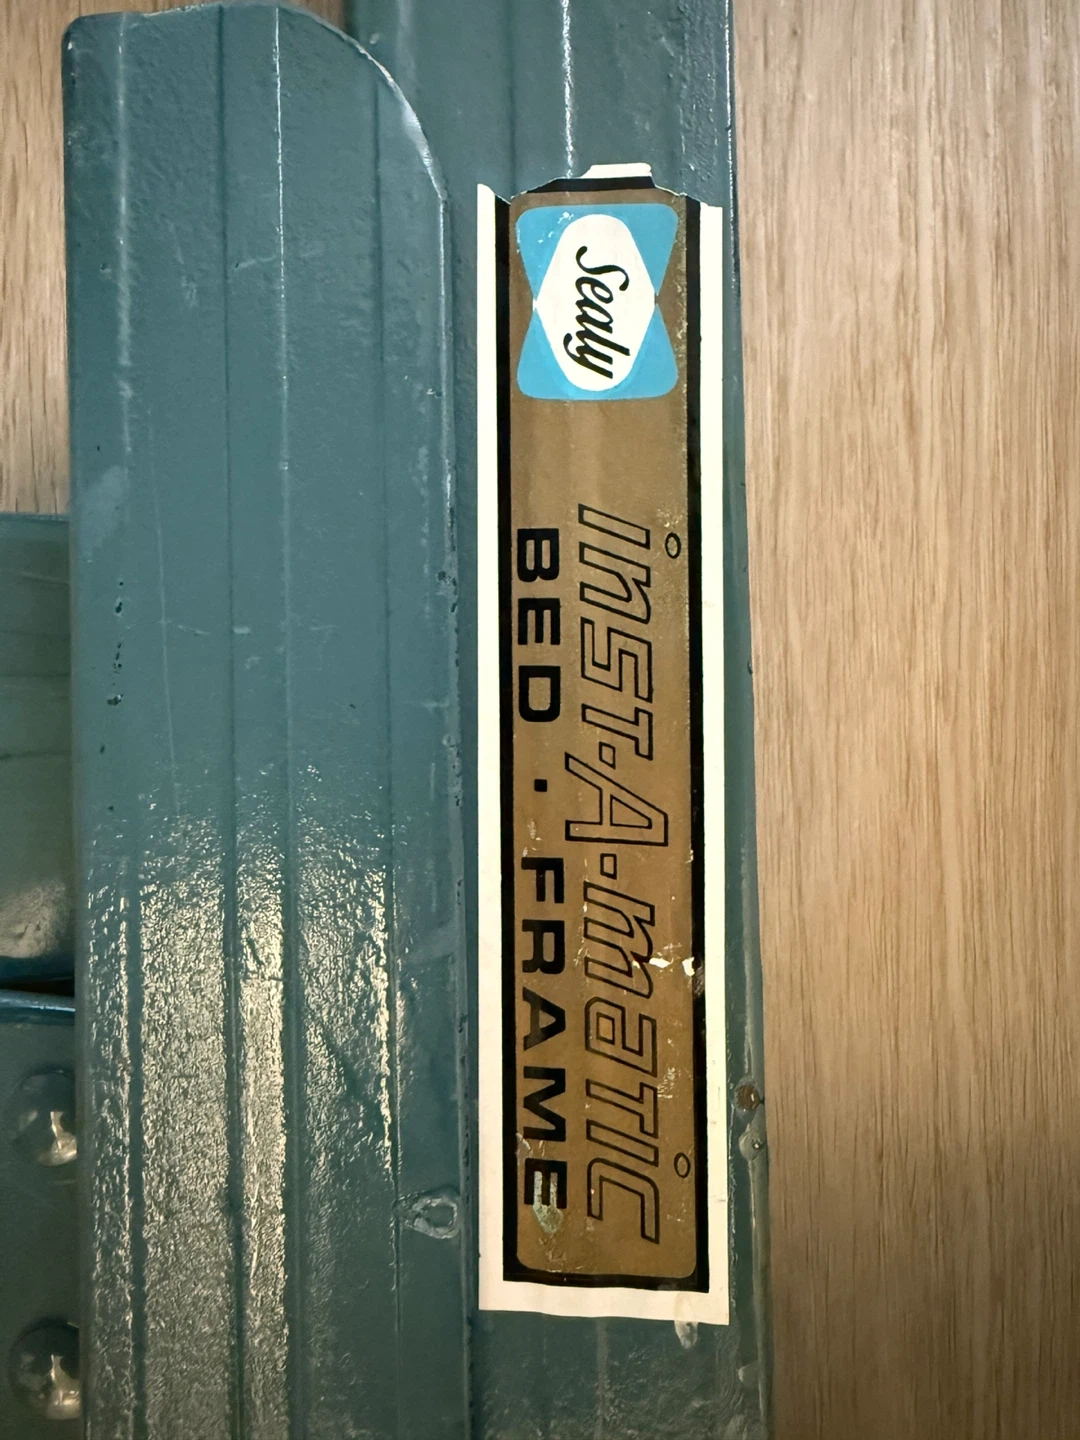 Sealy
INST·A·MATIC
BED · FRAME